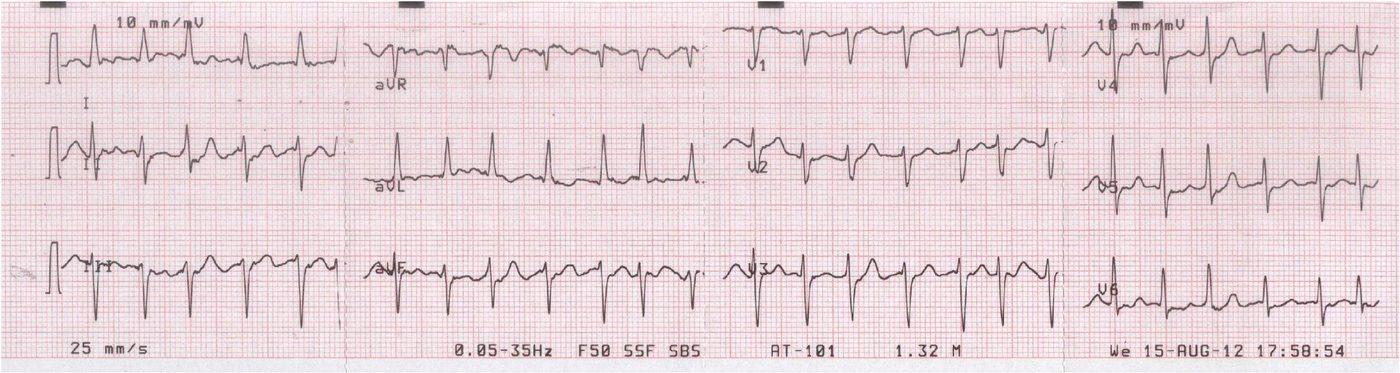 10 mm/mV
10 mm/mV
aVR
V1
V4
I
II
aVL
V2
V5
III
aVF
V3
V6
25 mm/s
0.05-35Hz F50 SSF SBS
AT-101 1.32 M
We 15-AUG-12 17:58:54